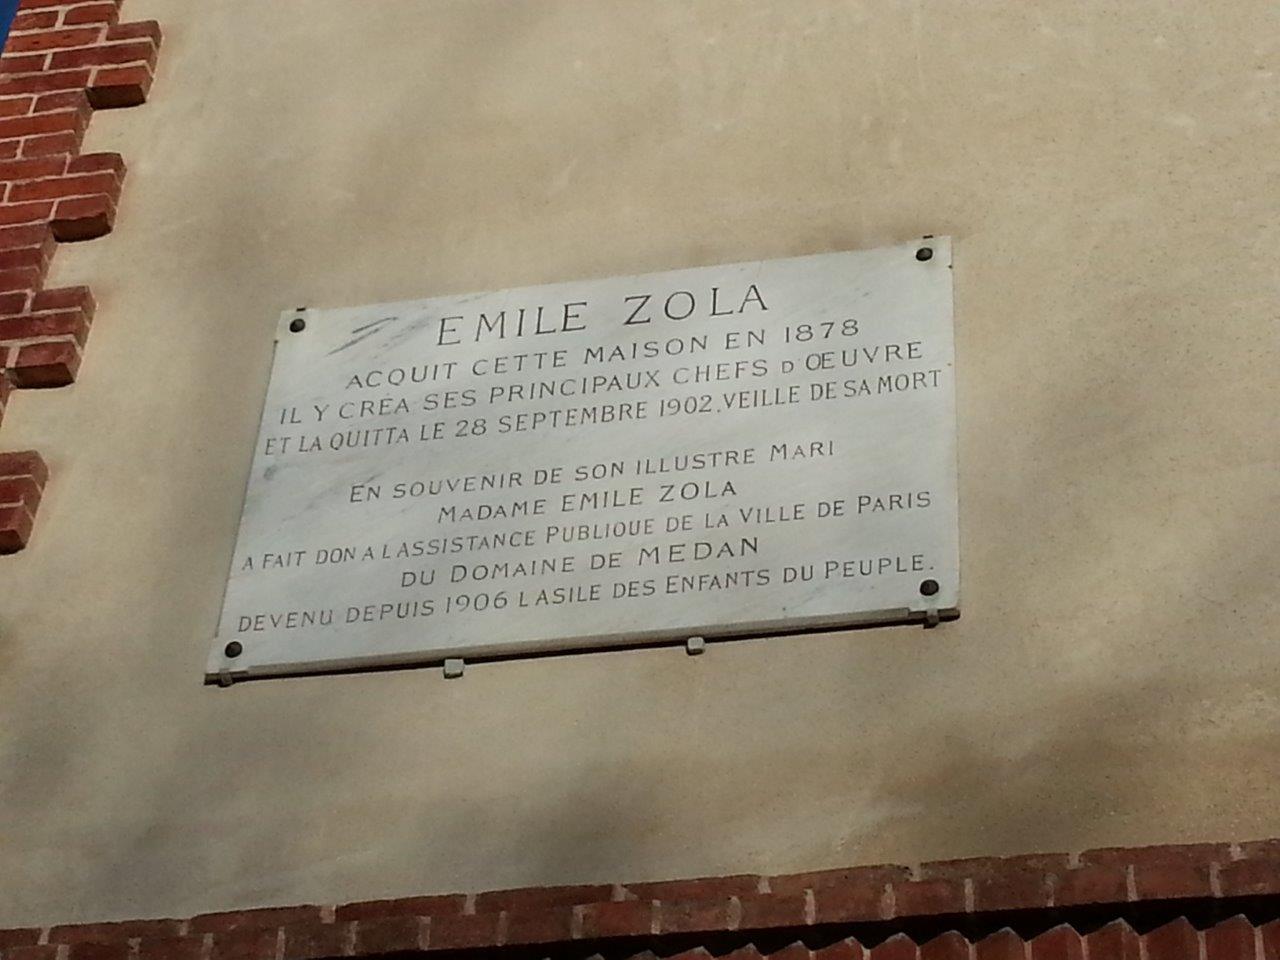 EMILE ZOLA
ACQUIT CETTE MAISON EN 1878
IL Y CRÉA SES PRINCIPAUX CHEFS D'OEUVRE
ET LA QUITTA LE 28 SEPTEMBRE 1902. VEILLE DE SA MORT
EN SOUVENIR DE SON ILLUSTRE MARI
MADAME EMILE ZOLA
A FAIT DON A L'ASSISTANCE PUBLIQUE DE LA VILLE DE PARIS
DU DOMAINE DE MEDAN
DEVENU DEPUIS 1906 L'ASILE DES ENFANTS DU PEUPLE.